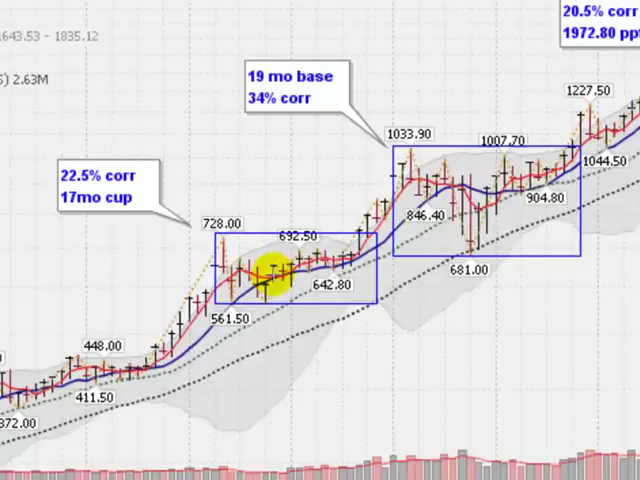 20.5% corr
1972.80
1643.53 - 1835.12
) 2.63M
19 mo base
34% corr
1227.50
1033.90
1007.70
22.5% corr
17mo cup
1044.50
904.80
728.00
846.40
692.50
681.00
642.80
561.50
448.00
411.50
372.00